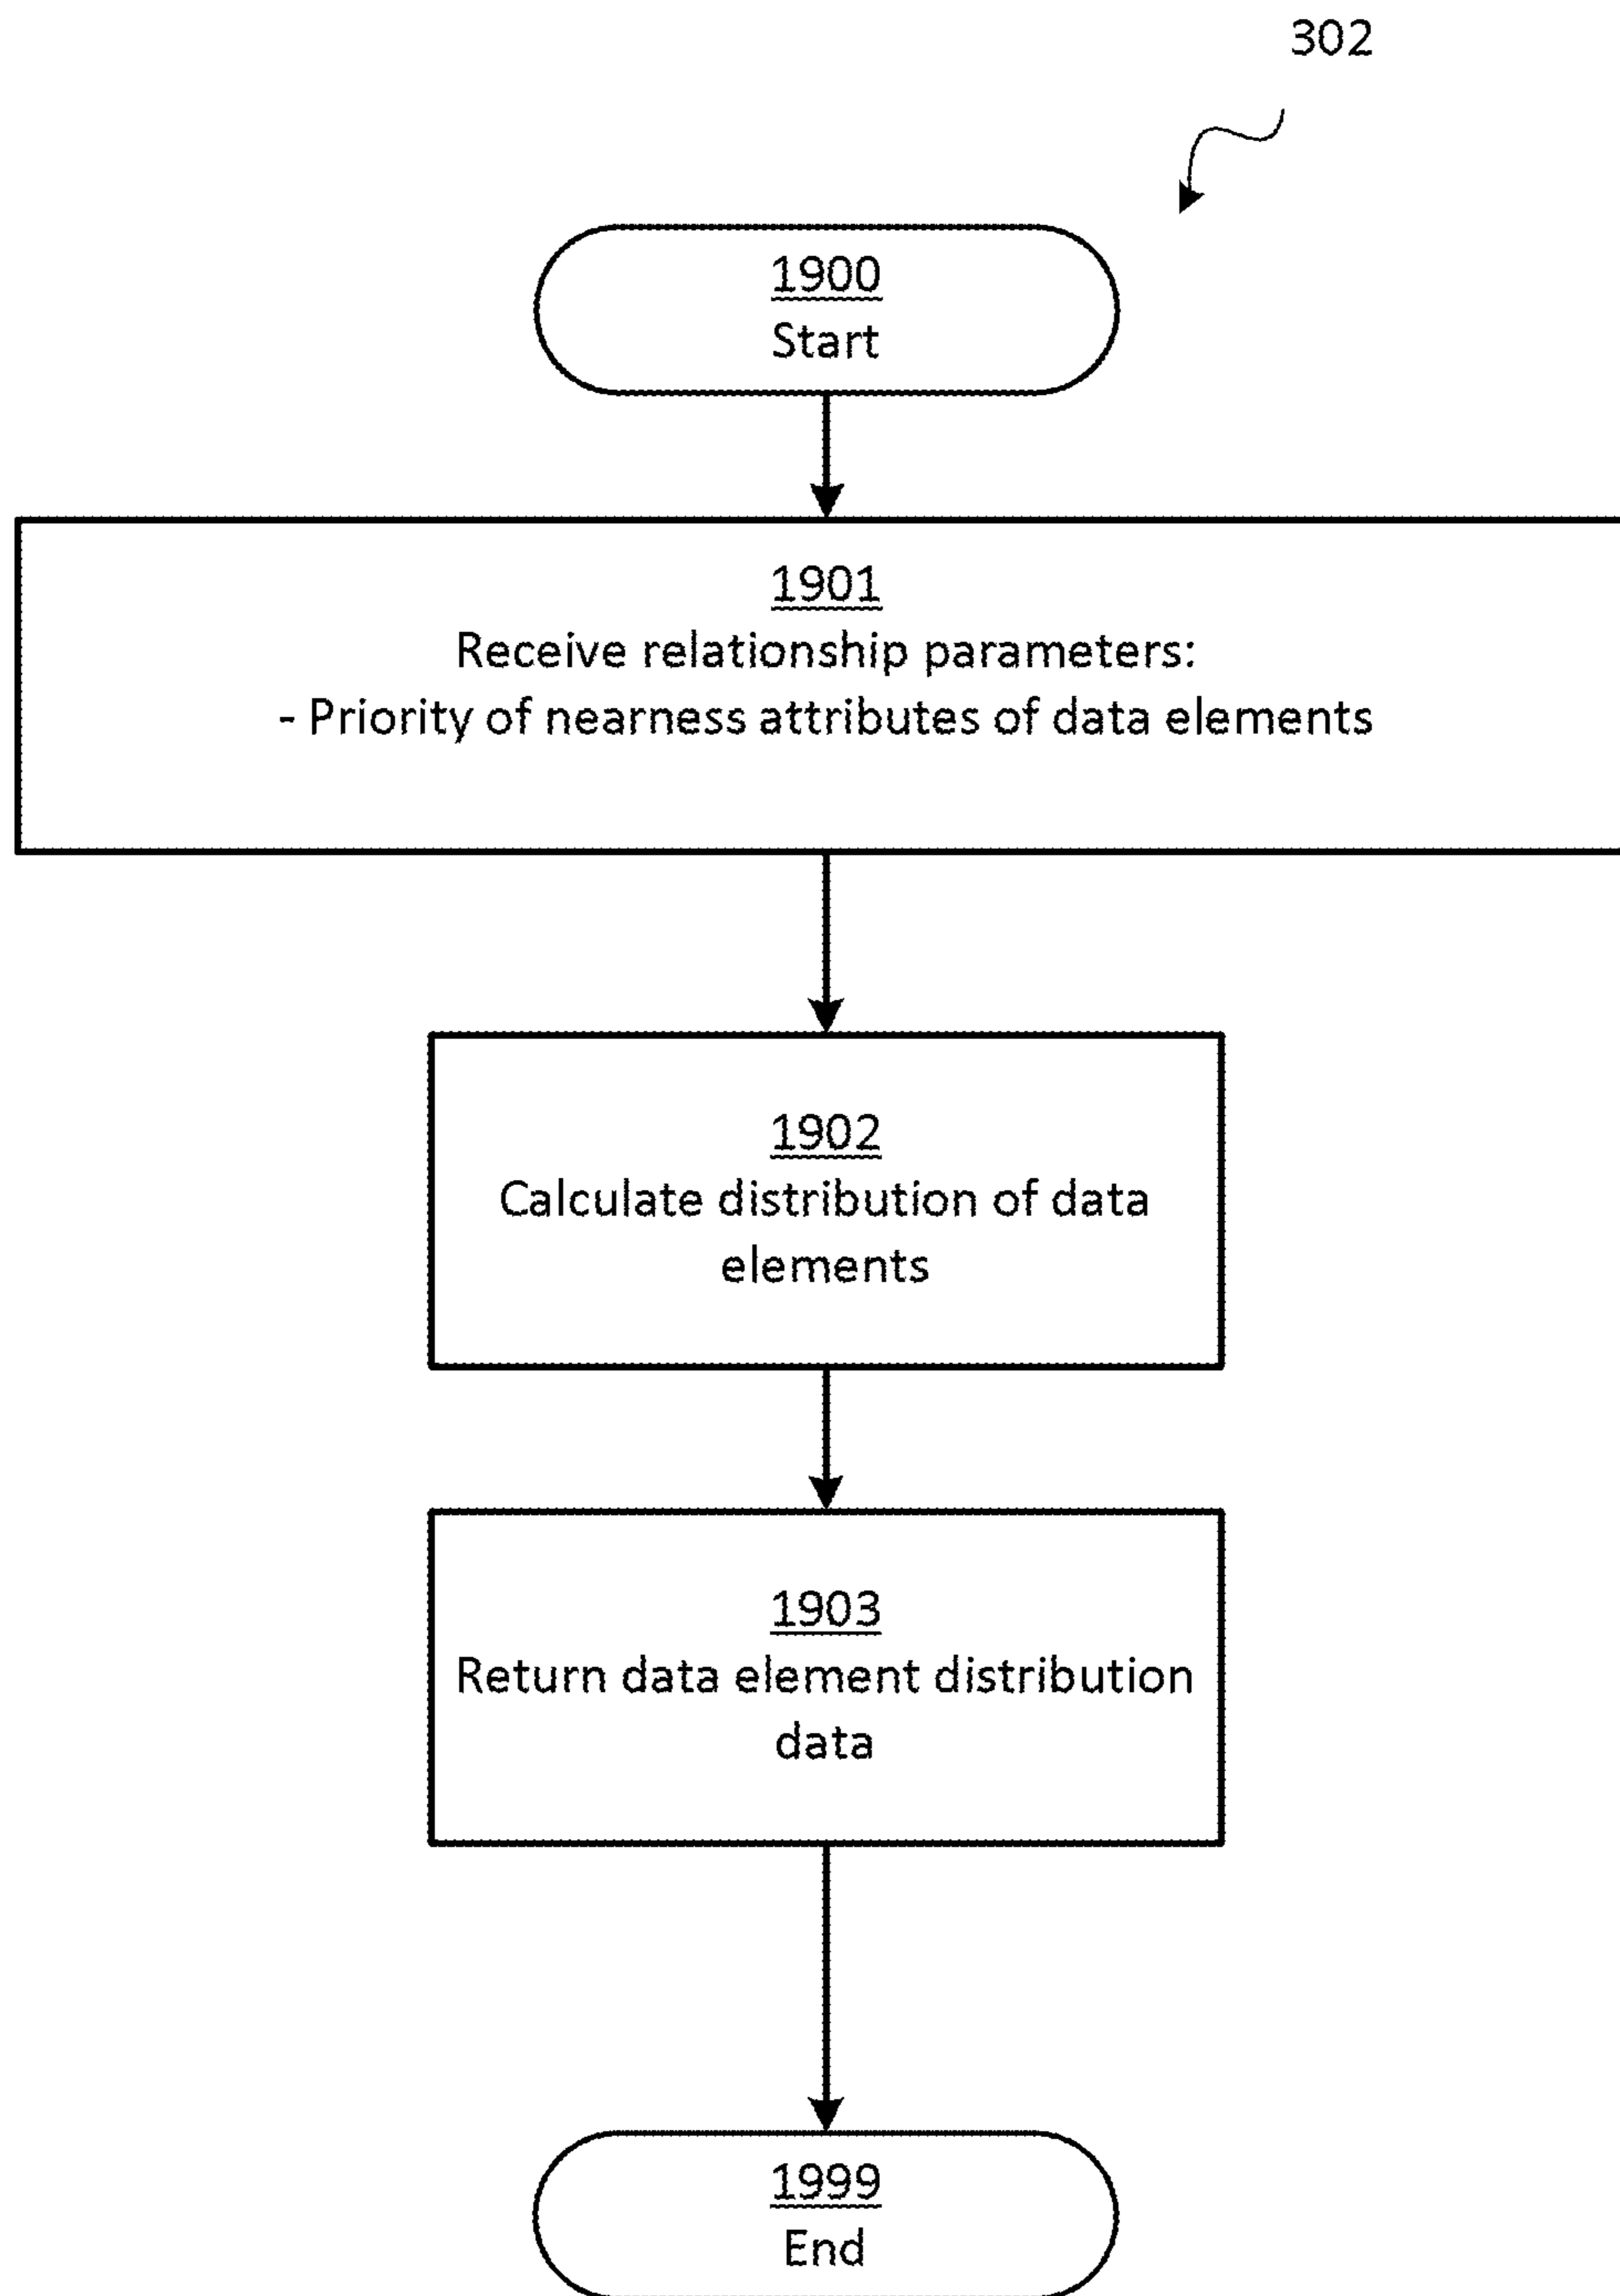 302
1900
Start
1901
Receive relationship parameters:
- Priority of nearness attributes of data elements
1902
Calculate distribution of data
elements
1903
Return data element distribution
data
1999
End